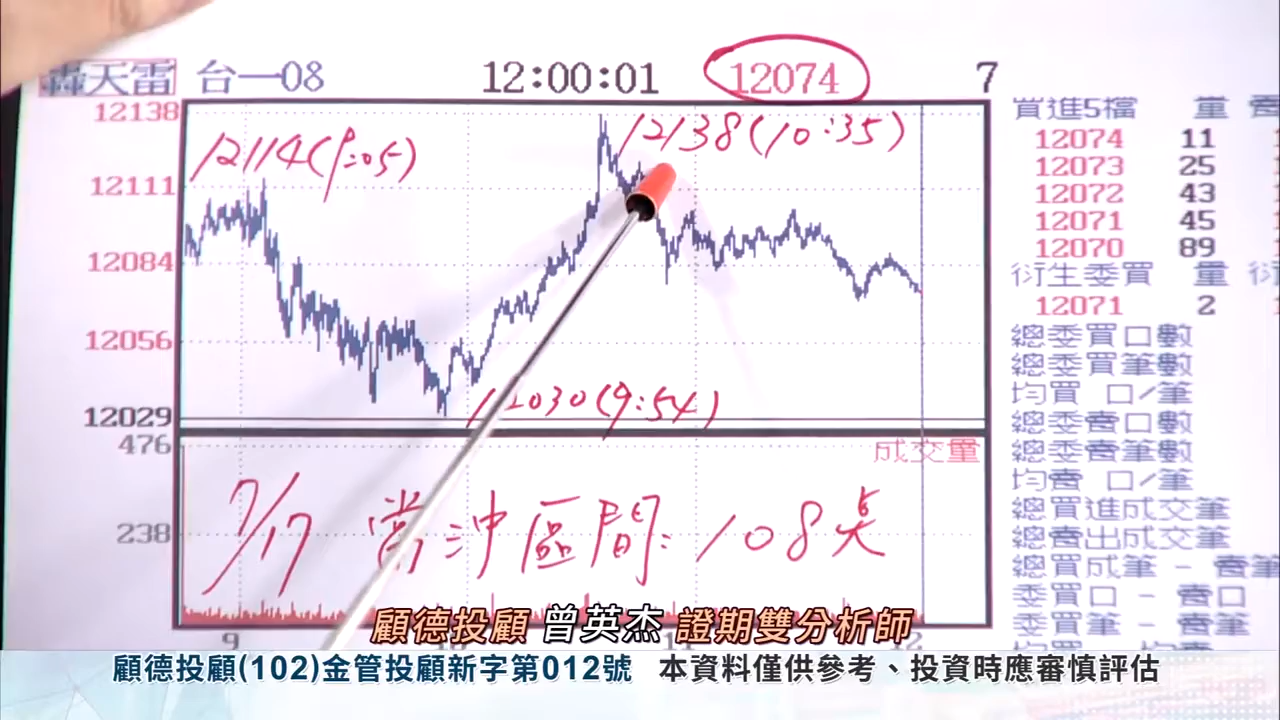 轟天雷 台一08 12:00:01 12074 7
12138
12111
12084
12056
12029
476
238
12114(9:05)
12138(10:35)
12030(9:54)
成交量
7/17 當沖區間: 108点
9
12
買進5檔 量 賣
12074 11
12073 25
12072 43
12071 45
12070 89
衍生委買 量 衍
12071 2
總委買口數
總委買筆數
均買 口/筆
總委賣口數
總委賣筆數
均賣 口/筆
總買進成交筆
總賣出成交筆
總買成筆 - 賣筆
委買口 - 賣口
委買筆 - 賣筆
顧德投顧 曾英杰 證期雙分析師
顧德投顧(102)金管投顧新字第012號 本資料僅供參考、投資時應審慎評估